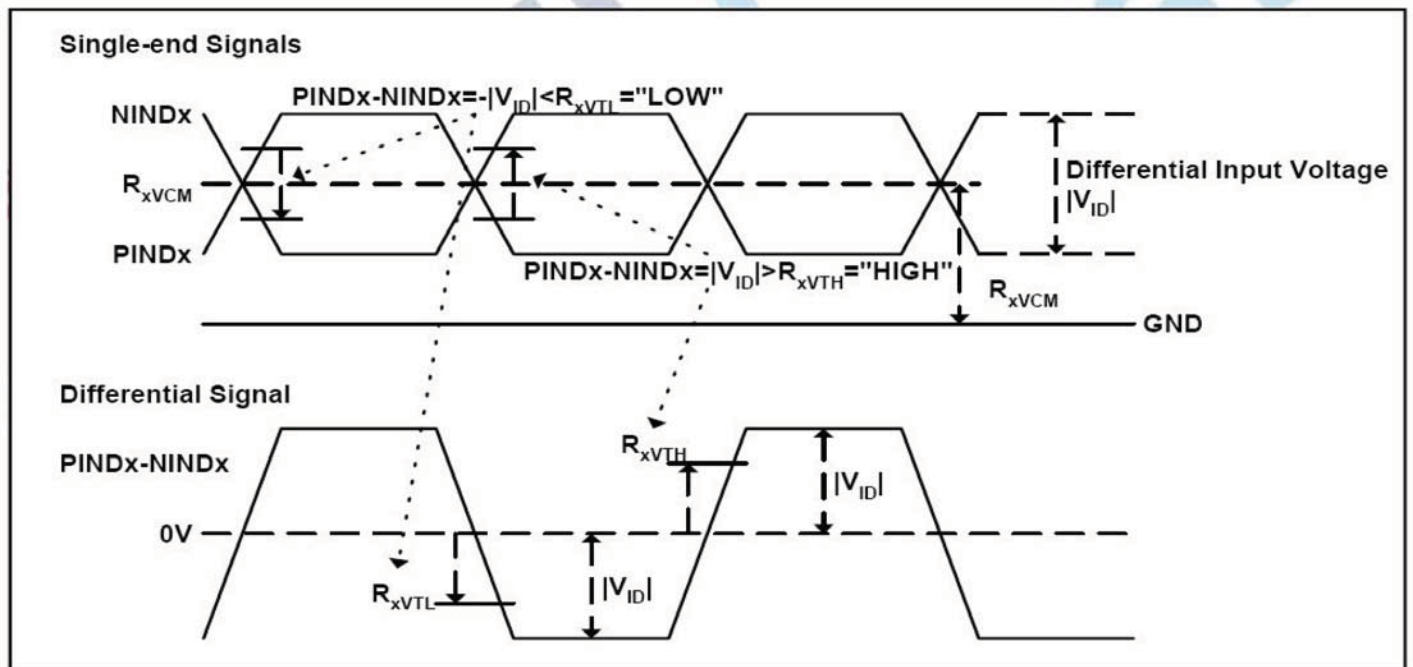 Single-end Signals
PINDx-NINDx=-|VID|<RxVTL="LOW"
NINDx
RxVCM
Differential Input Voltage
|VID|
PINDx
PINDx-NINDx=|VID|>RxVTH="HIGH"
RxVCM
GND
Differential Signal
RxVTH
PINDx-NINDx
|VID|
0V
RxVTL
|VID|